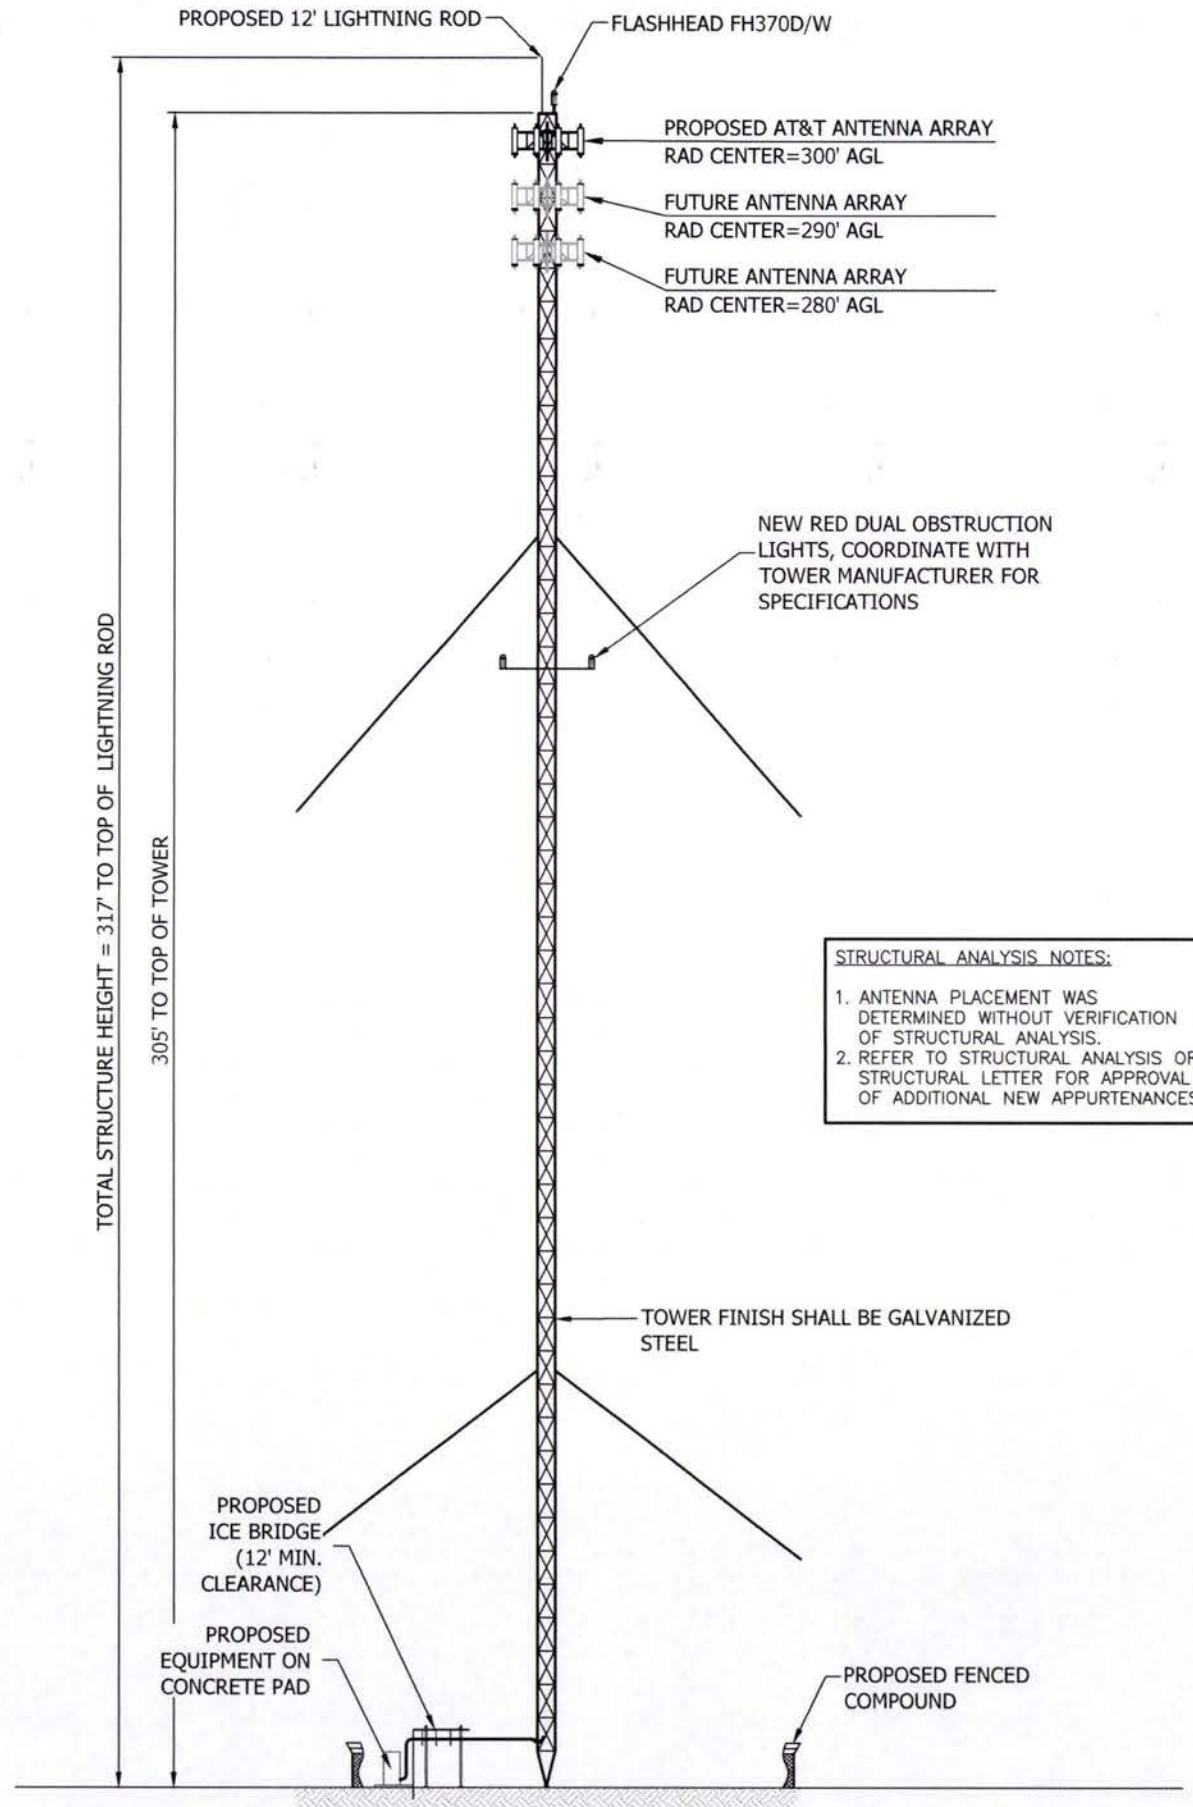 PROPOSED 12' LIGHTNING ROD
FLASHHEAD FH370D/W
PROPOSED AT&T ANTENNA ARRAY
RAD CENTER=300' AGL
FUTURE ANTENNA ARRAY
RAD CENTER=290' AGL
FUTURE ANTENNA ARRAY
RAD CENTER=280' AGL
NEW RED DUAL OBSTRUCTION
LIGHTS, COORDINATE WITH
TOWER MANUFACTURER FOR
SPECIFICATIONS
TOTAL STRUCTURE HEIGHT = 317' TO TOP OF LIGHTNING ROD
305' TO TOP OF TOWER
STRUCTURAL ANALYSIS NOTES:
1. ANTENNA PLACEMENT WAS
DETERMINED WITHOUT VERIFICATION
OF STRUCTURAL ANALYSIS.
2. REFER TO STRUCTURAL ANALYSIS OR
STRUCTURAL LETTER FOR APPROVAL
OF ADDITIONAL NEW APPURTENANCES
TOWER FINISH SHALL BE GALVANIZED
STEEL
PROPOSED
ICE BRIDGE
(12' MIN.
CLEARANCE)
PROPOSED
EQUIPMENT ON
CONCRETE PAD
PROPOSED FENCED
COMPOUND